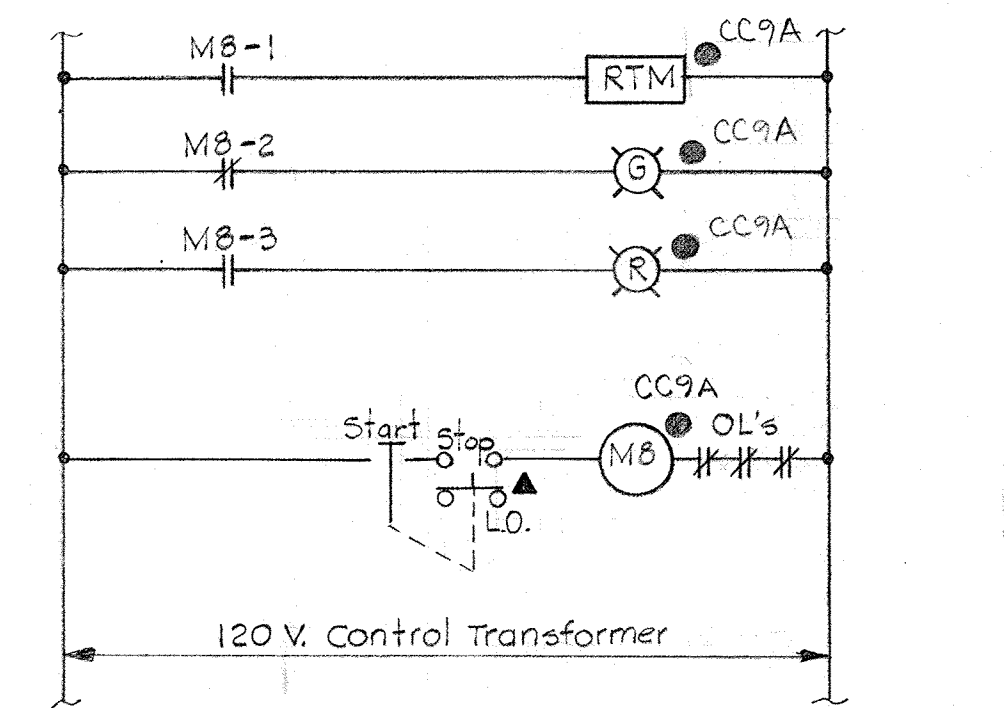 CC9A
M8-1
RTM
CC9A
M8-2
G
CC9A
M8-3
R
CC9A
Start
Stop
OL's
M8
L.O.
120 V. Control Transformer